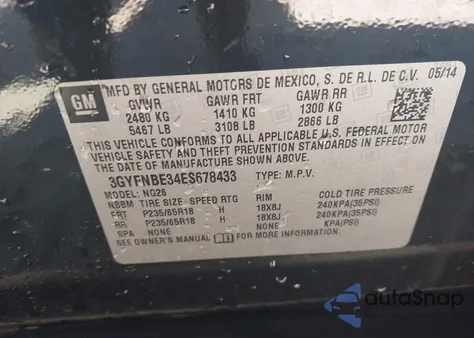 MFD BY GENERAL MOTORS DE MEXICO, S. DE R.L. DE C.V. 05/14
GM GVWR GAWR FRT GAWR RR
2480 KG 1410 KG 1300 KG
5467 LB 3108 LB 2866 LB
THIS VEHICLE CONFORMS TO ALL APPLICABLE U.S. FEDERAL MOTOR
VEHICLE SAFETY AND THEFT PREVENTION STANDARDS IN EFFECT ON
THE DATE OF MANUFACTURE SHOWN ABOVE.
3GYFNBE34ES678433 TYPE: M.P.V.
MODEL: NG26
NBBM TIRE SIZE SPEED RTG RIM COLD TIRE PRESSURE
FRT P235/65R18 H 18X8J 240KPA(35PSI)
RR P235/65R18 H 18X8J 240KPA(35PSI)
SPA NONE NONE KPA(PSI)
SEE OWNER'S MANUAL FOR ADDITIONAL INFORMATION.
autoSnap